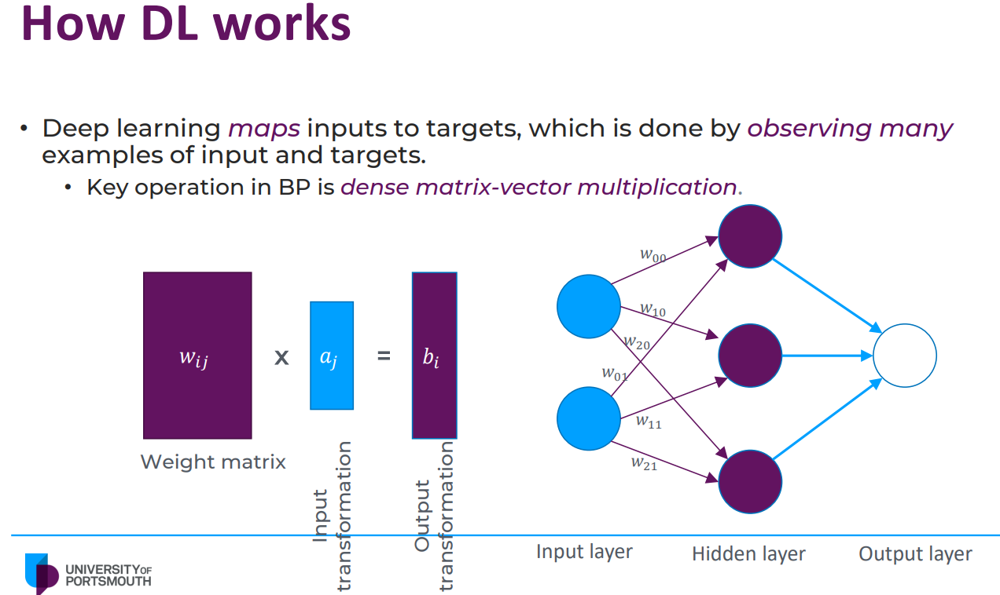 How DL works
• Deep learning maps inputs to targets, which is done by observing many
examples of input and targets.
• Key operation in BP is dense matrix-vector multiplication.
w_{ij} x a_j = b_i
Weight matrix
Input
transformation
Output
transformation
w_{00}
w_{10}
w_{20}
w_{01}
w_{11}
w_{21}
Input layer
Hidden layer
Output layer
UNIVERSITY OF
PORTSMOUTH